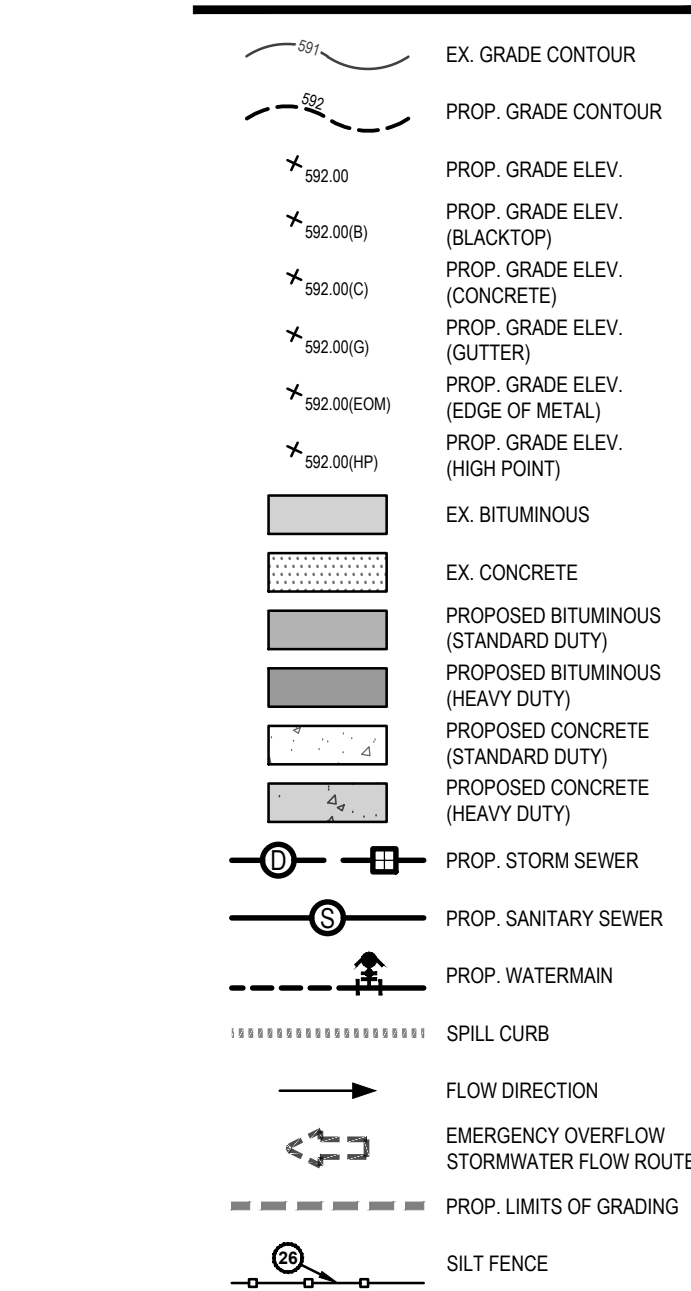 591 EX. GRADE CONTOUR
592 PROP. GRADE CONTOUR
592.00 PROP. GRADE ELEV.
592.00(B) PROP. GRADE ELEV.
(BLACKTOP)
592.00(C) PROP. GRADE ELEV.
(CONCRETE)
592.00(G) PROP. GRADE ELEV.
(GUTTER)
592.00(EOM) PROP. GRADE ELEV.
(EDGE OF METAL)
592.00(HP) PROP. GRADE ELEV.
(HIGH POINT)
EX. BITUMINOUS
EX. CONCRETE
PROPOSED BITUMINOUS
(STANDARD DUTY)
PROPOSED BITUMINOUS
(HEAVY DUTY)
PROPOSED CONCRETE
(STANDARD DUTY)
PROPOSED CONCRETE
(HEAVY DUTY)
D PROP. STORM SEWER
S PROP. SANITARY SEWER
PROP. WATERMAIN
SPILL CURB
FLOW DIRECTION
EMERGENCY OVERFLOW
STORMWATER FLOW ROUTE
PROP. LIMITS OF GRADING
26 SILT FENCE